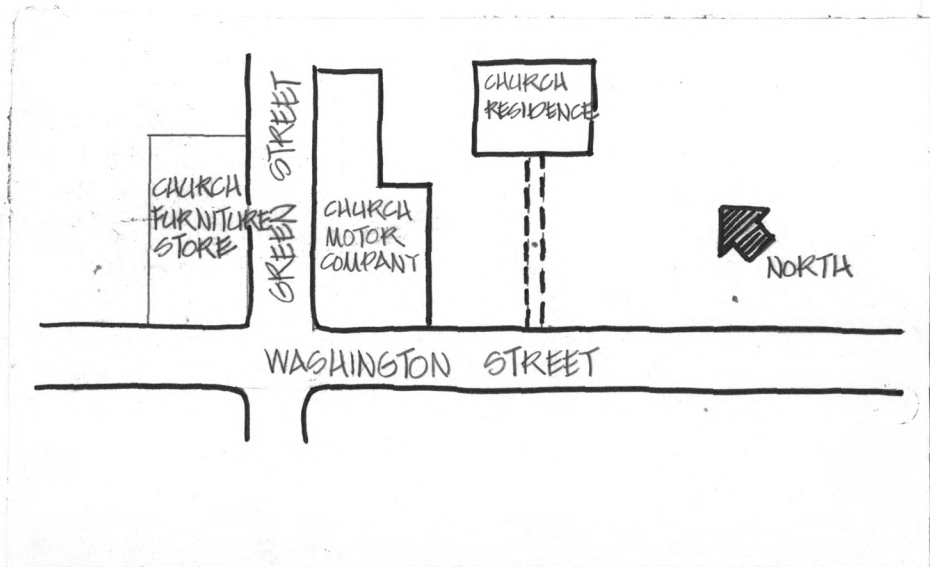 CHURCH
FURNITURE
STORE
GREEN STREET
CHURCH
MOTOR
COMPANY
CHURCH
RESIDENCE
NORTH
WASHINGTON STREET